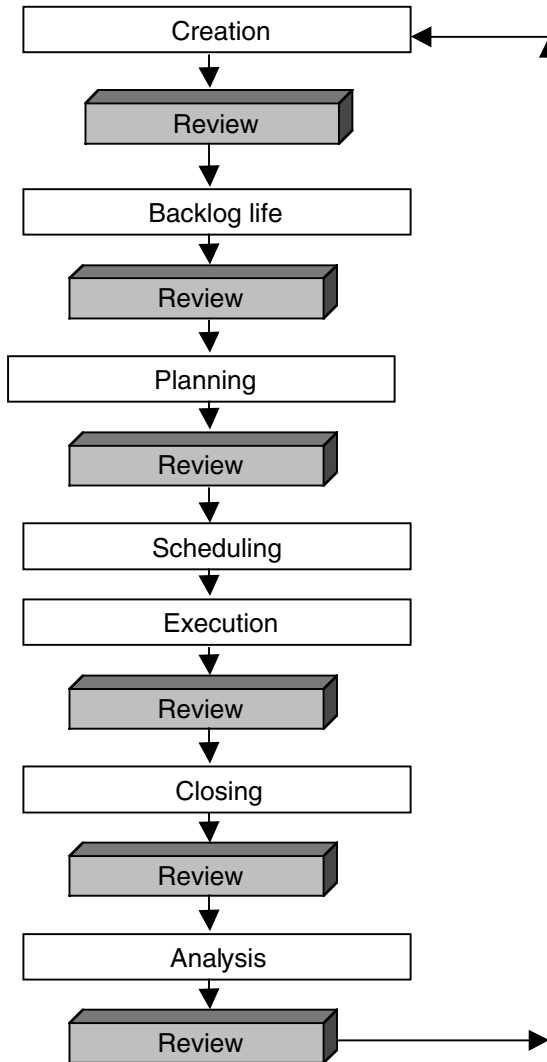 Creation
Review
Backlog life
Review
Planning
Review
Scheduling
Execution
Review
Closing
Review
Analysis
Review